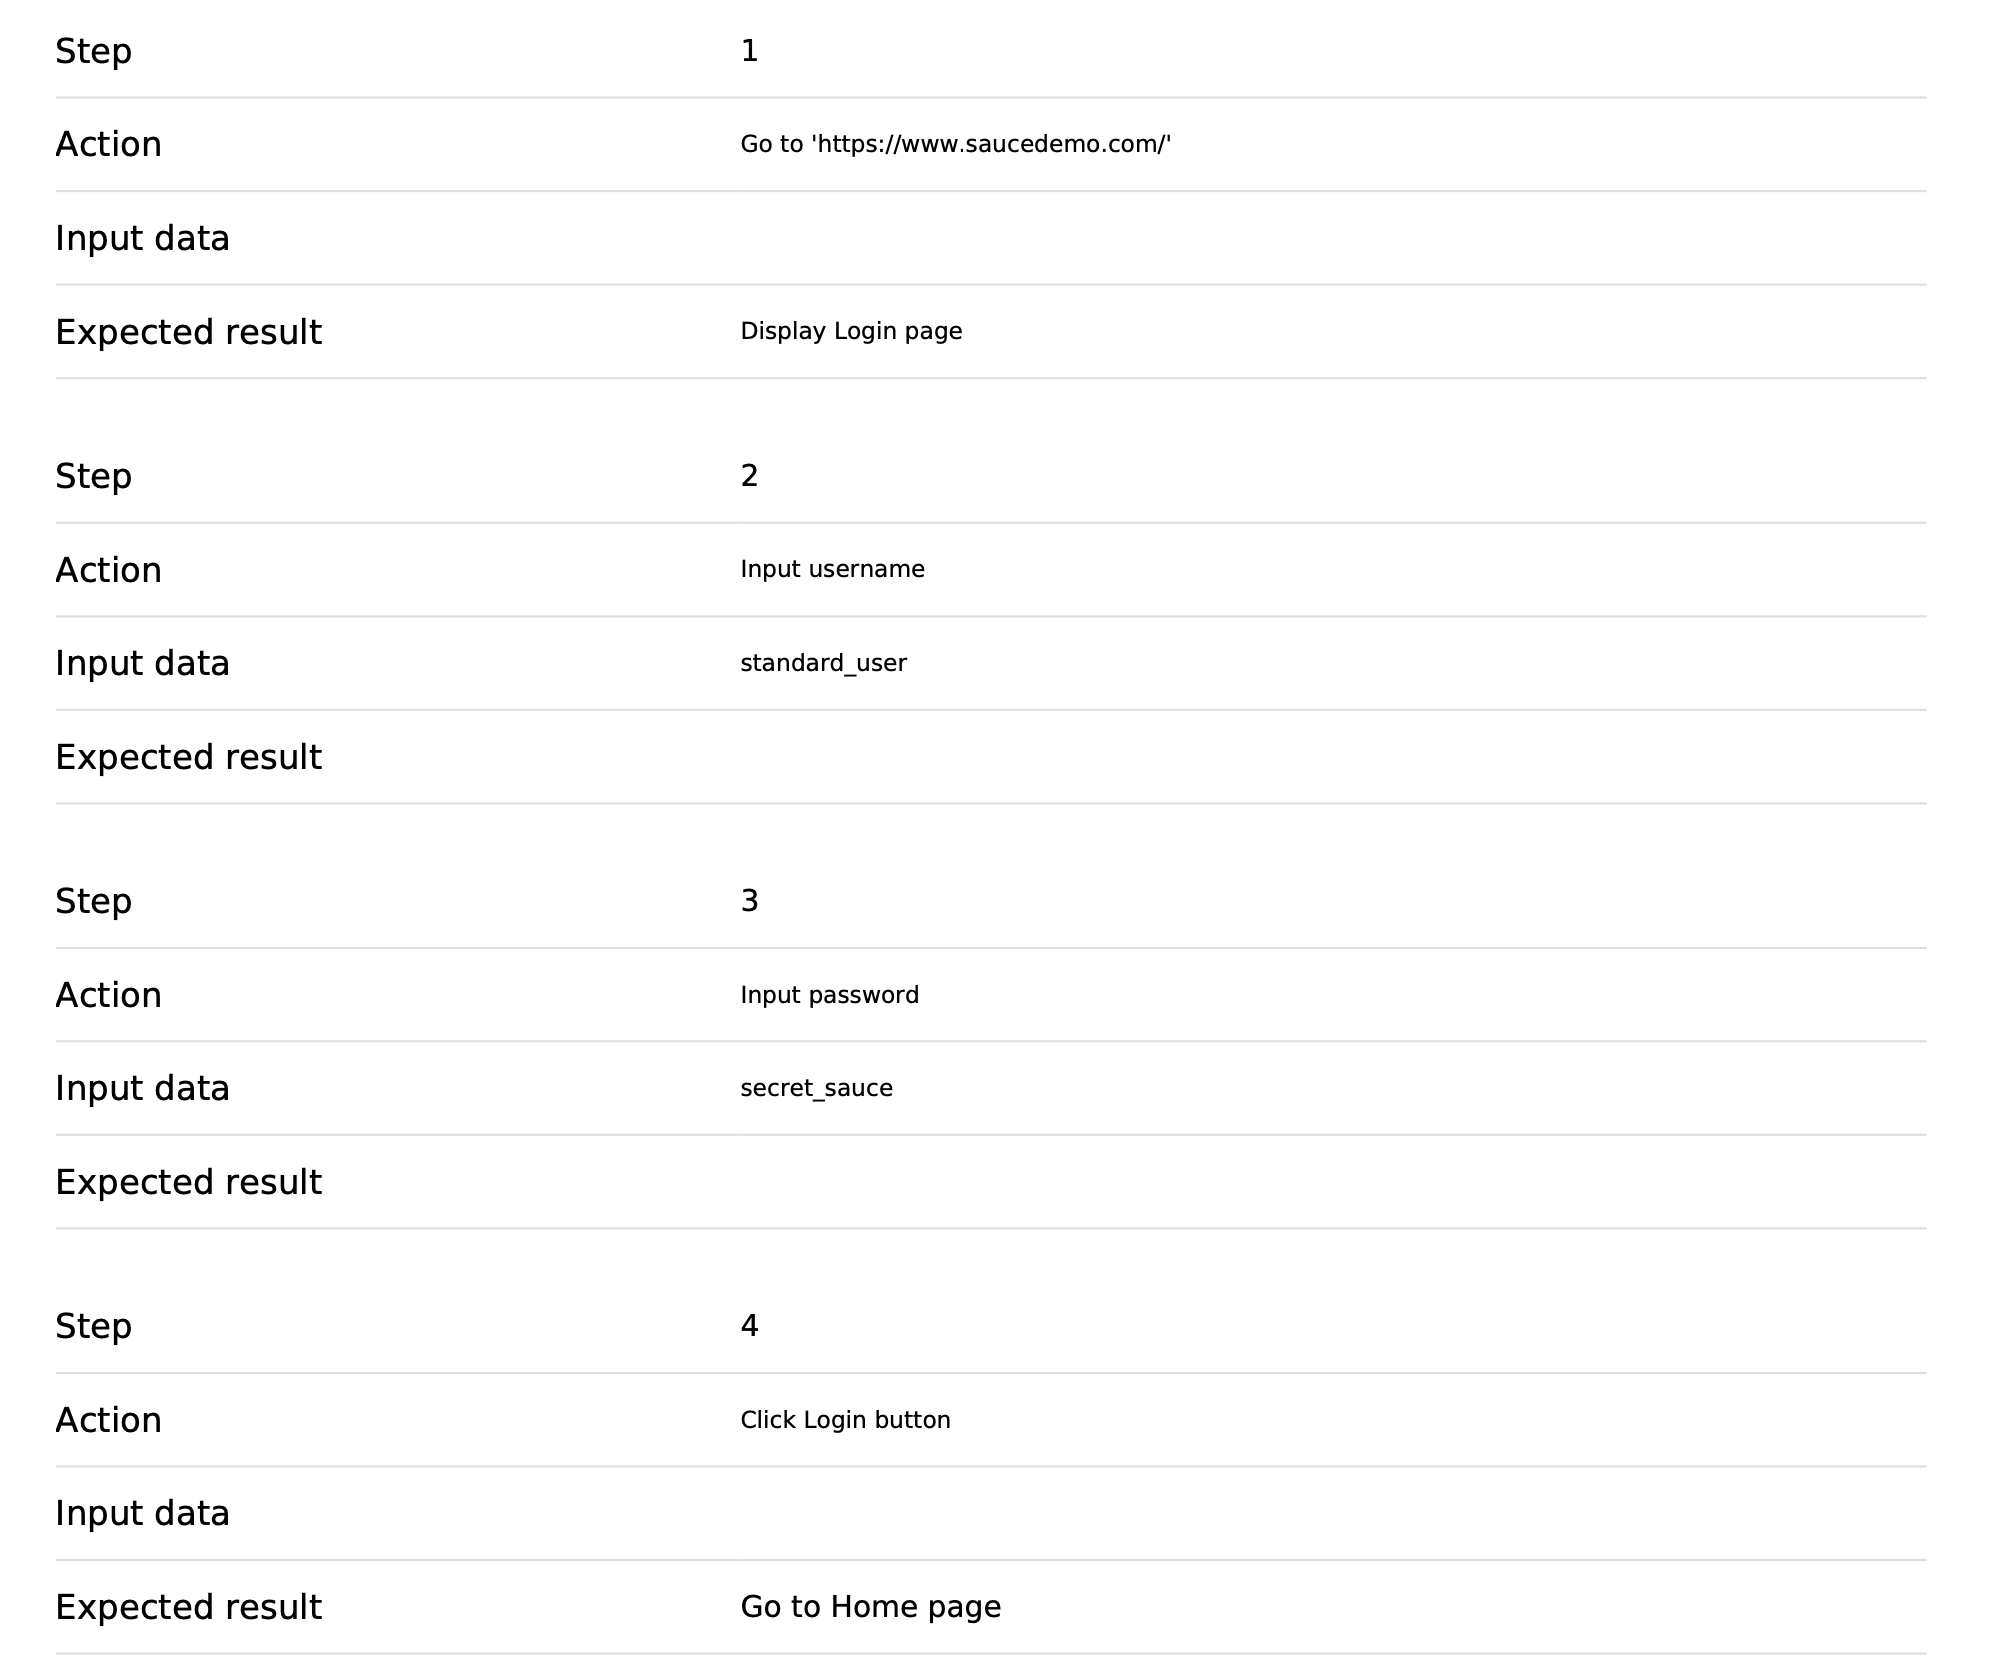 Step 1
Action Go to 'https://www.saucedemo.com/'
Input data
Expected result Display Login page
Step 2
Action Input username
Input data standard_user
Expected result
Step 3
Action Input password
Input data secret_sauce
Expected result
Step 4
Action Click Login button
Input data
Expected result Go to Home page